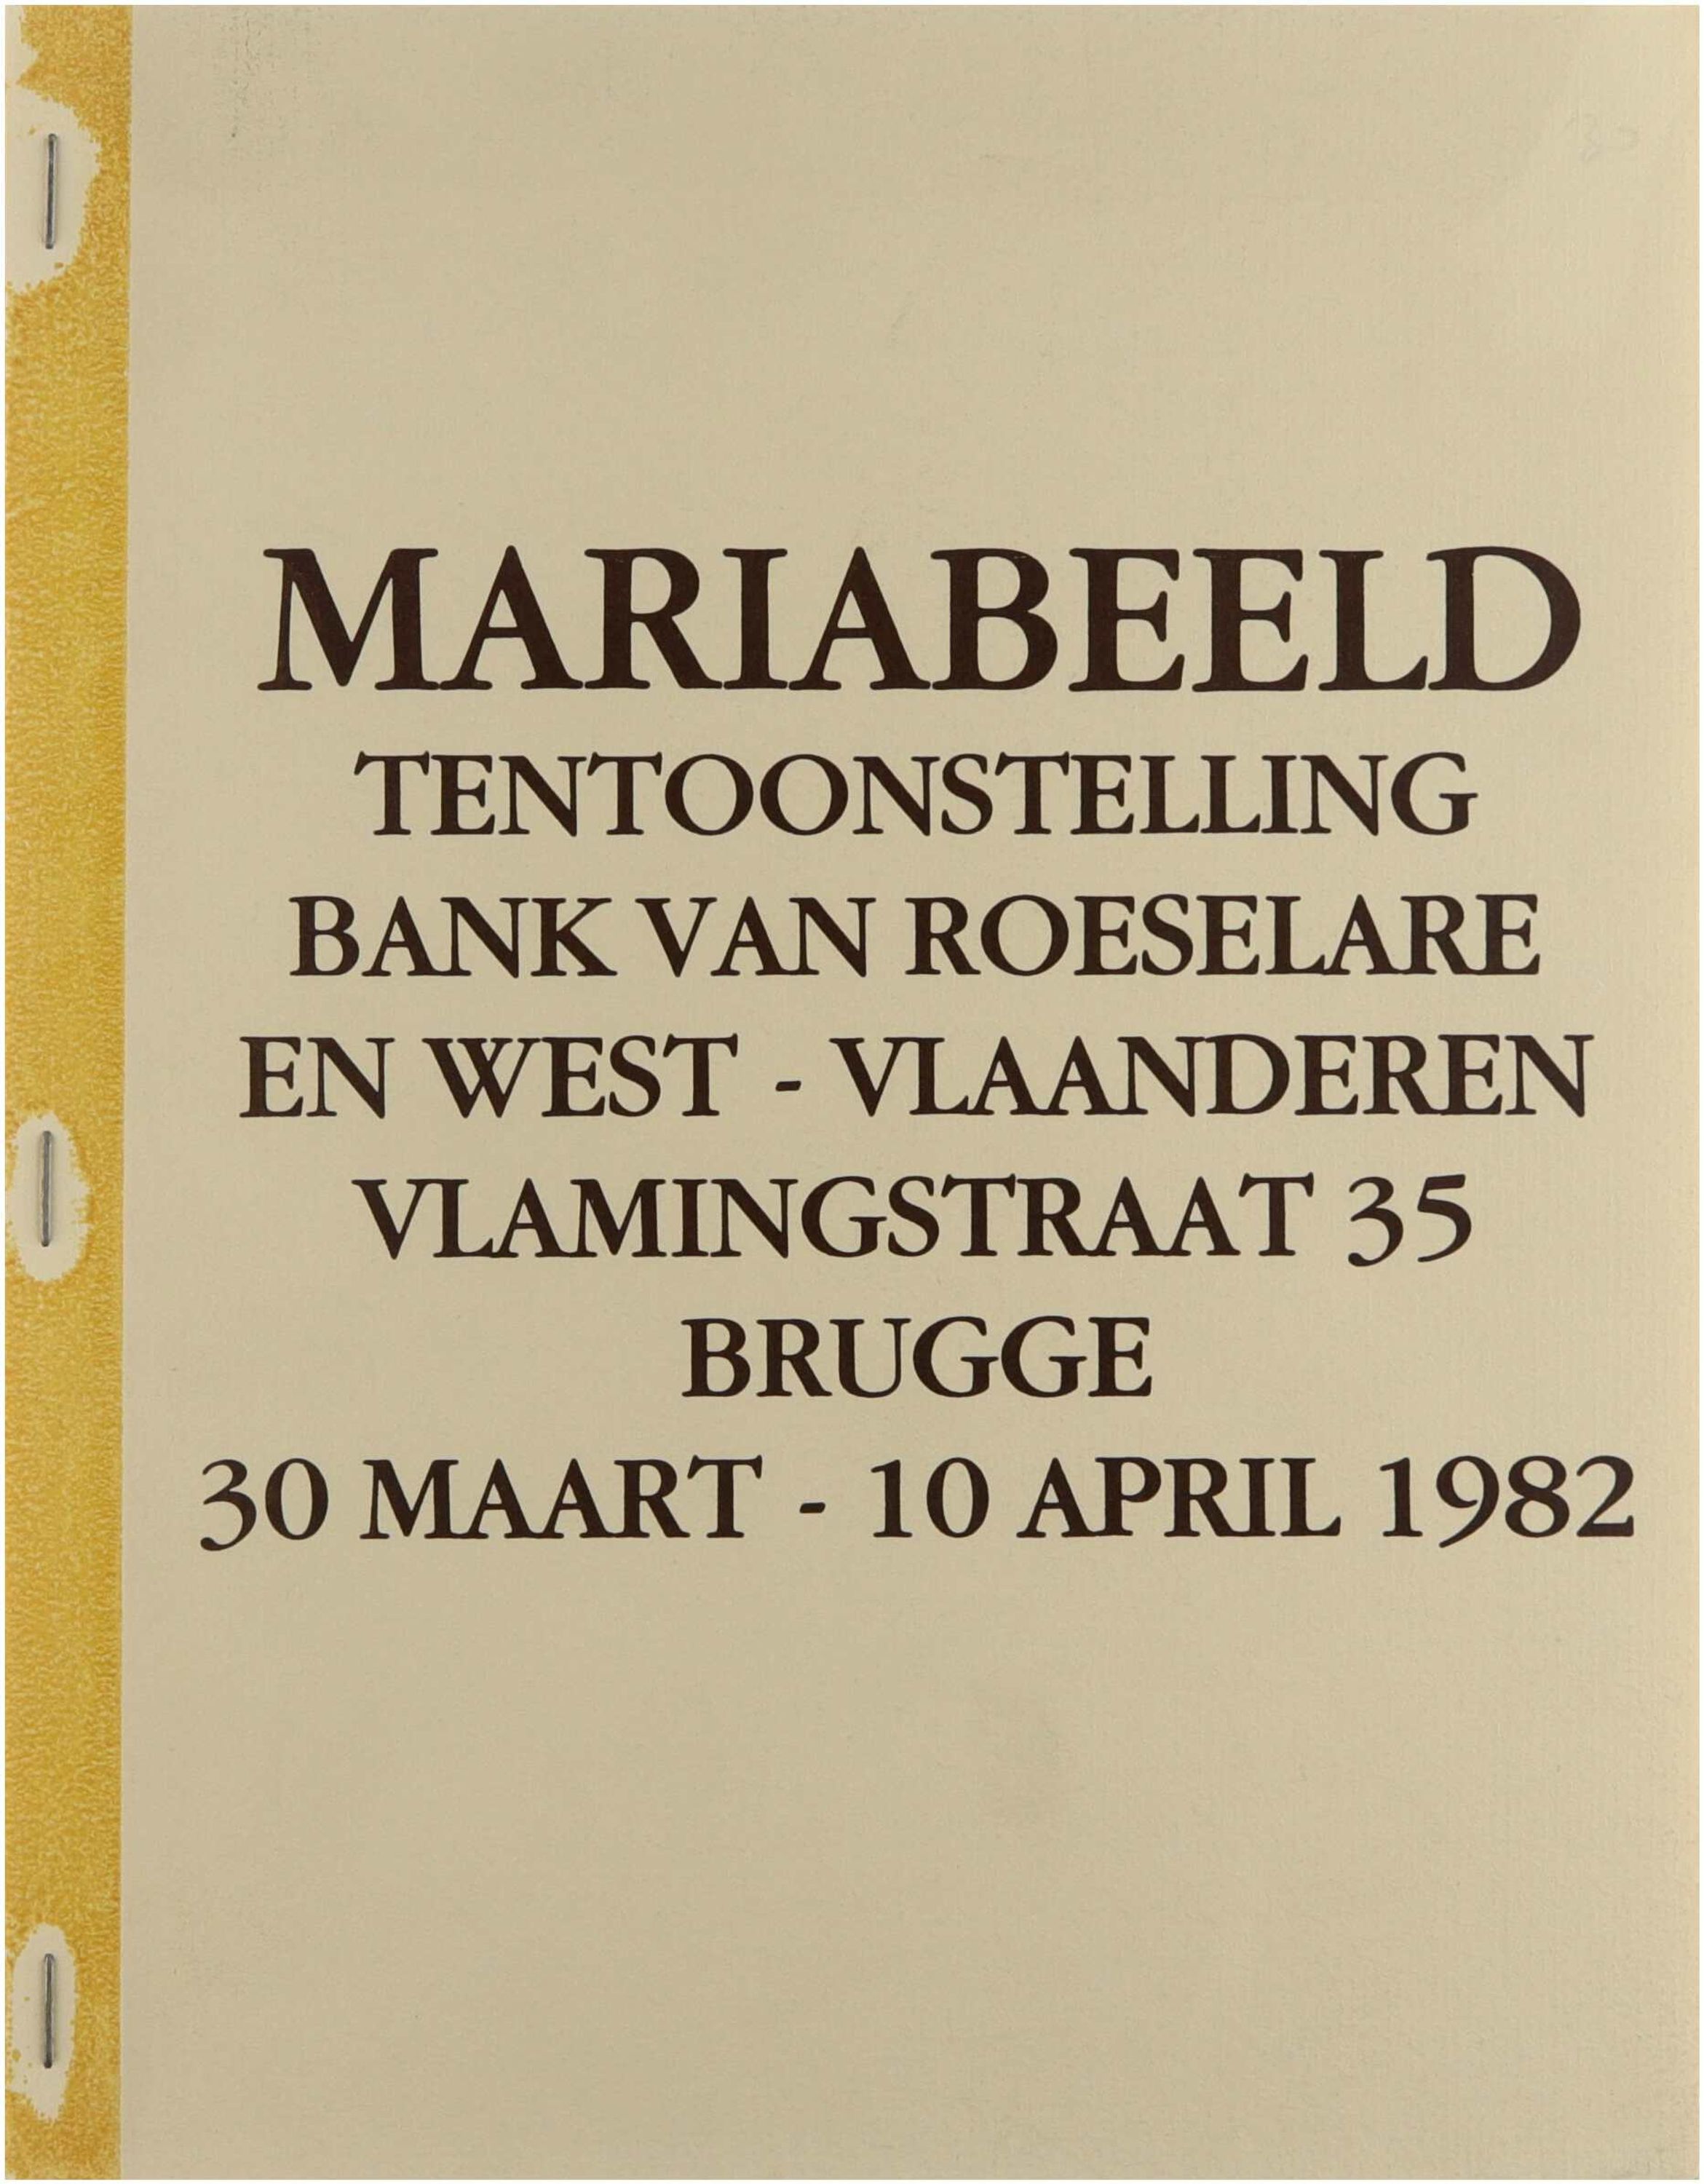 MARIABEELD
TENTOONSTELLING
BANK VAN ROESELARE
EN WEST - VLAANDEREN
VLAMINGSTRAAT 35
BRUGGE
30 MAART - 10 APRIL 1982